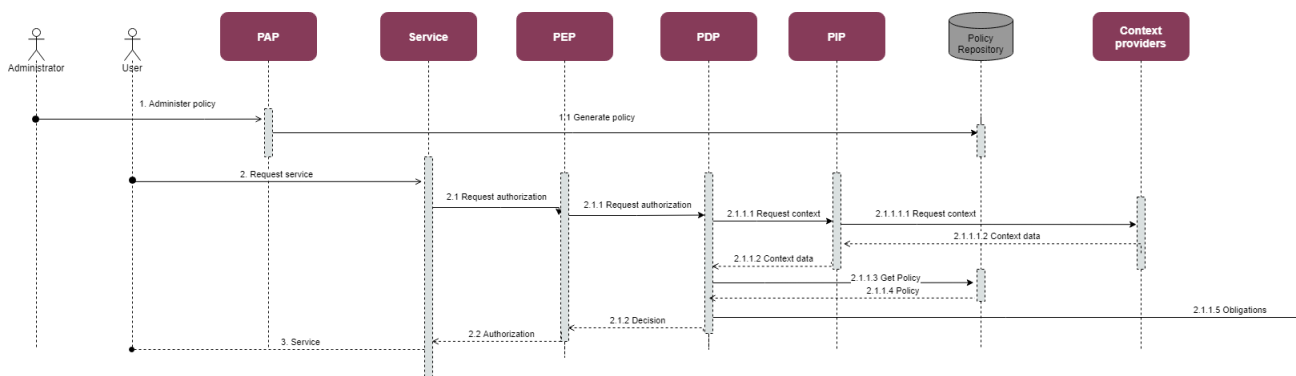 PAP
Service
PEP
PDP
PIP
Policy
Repository
Context
providers
Administrator
User
1. Administer policy
1.1 Generate policy
2. Request service
2.1 Request authorization
2.1.1 Request authorization
2.1.1.1 Request context
2.1.1.1.1 Request context
2.1.1.1.2 Context data
2.1.1.2 Context data
2.1.1.3 Get Policy
2.1.1.4 Policy
2.1.1.5 Obligations
2.1.2 Decision
2.2 Authorization
3. Service